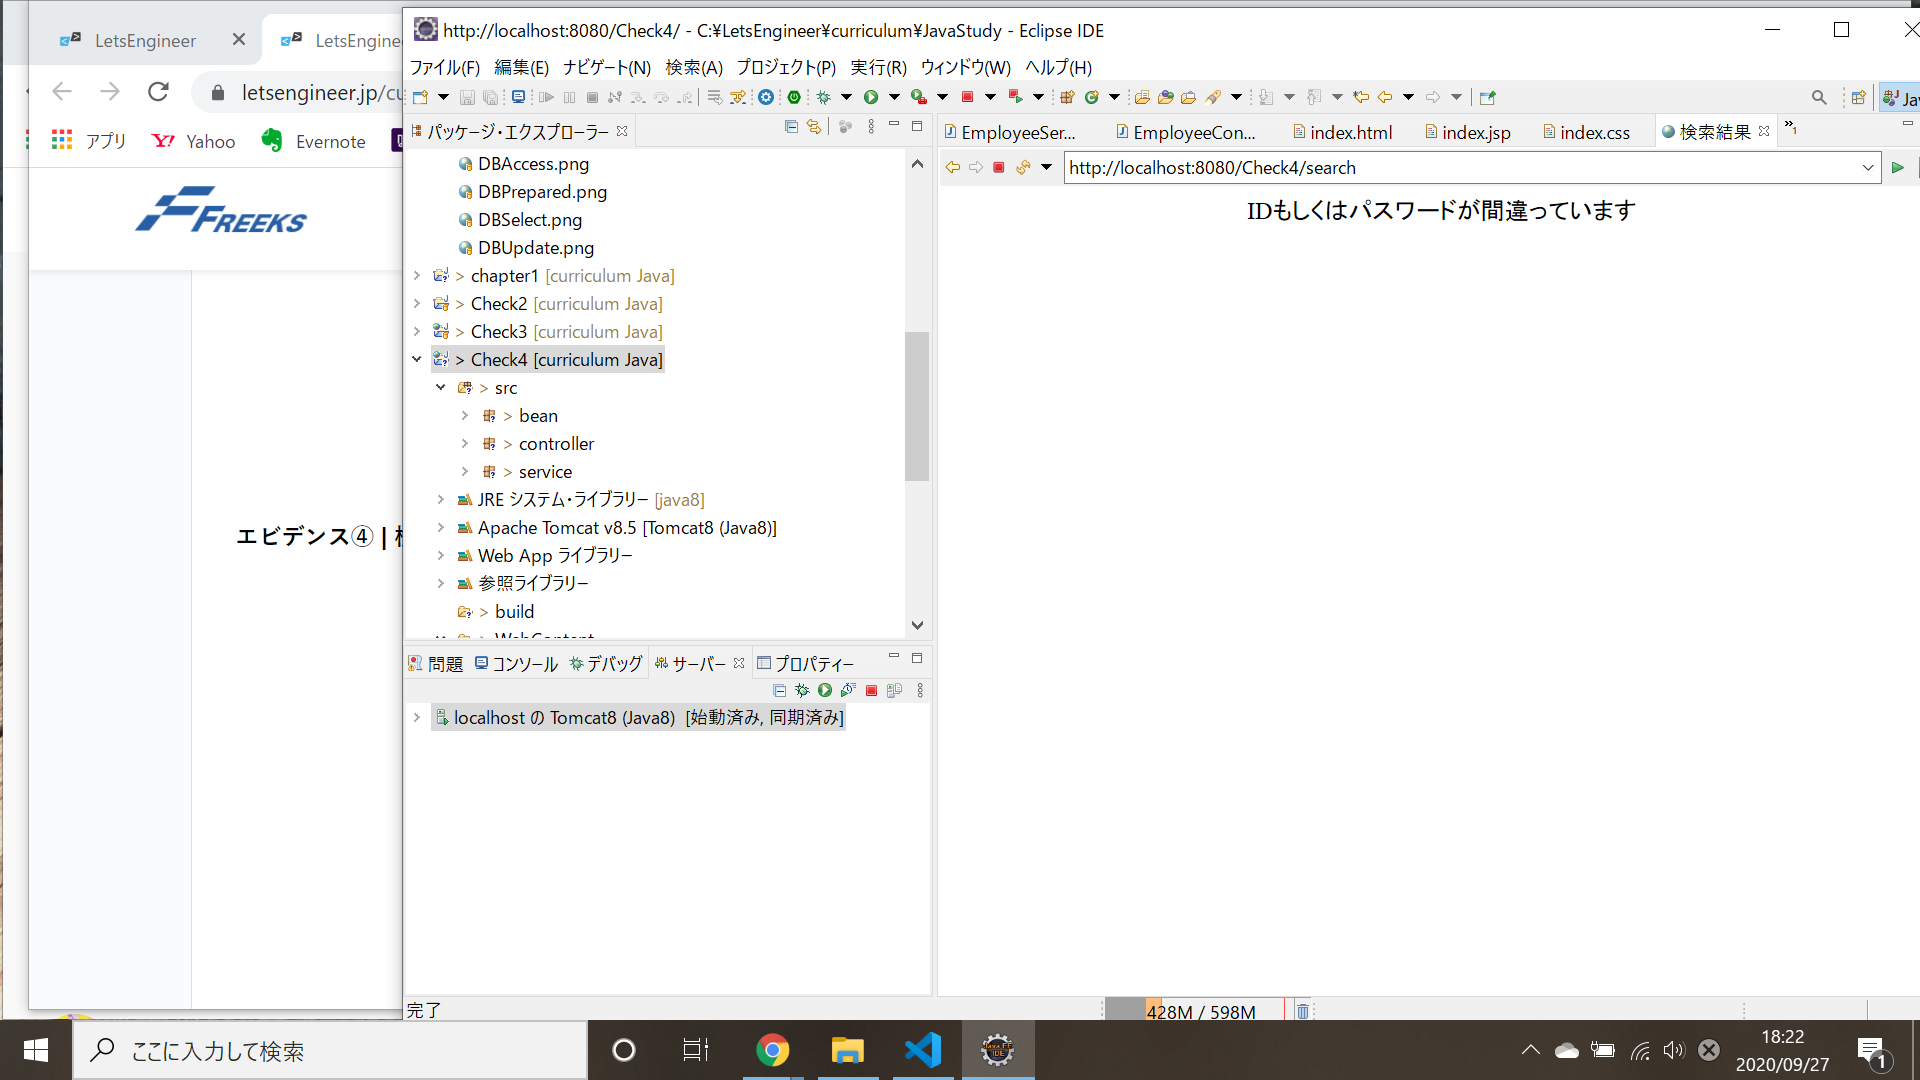 LetsEngineer
LetsEngine
letsengineer.jp/cu
アプリ
Yahoo
Evernote
FREEKS
エビデンス④ |
http://localhost:8080/Check4/ - C:¥LetsEngineer¥curriculum¥JavaStudy - Eclipse IDE
ファイル(F) 編集(E) ナビゲート(N) 検索(A) プロジェクト(P) 実行(R) ウィンドウ(W) ヘルプ(H)
Jav
パッケージ・エクスプローラー
DBAccess.png
DBPrepared.png
DBSelect.png
DBUpdate.png
> chapter1 [curriculum Java]
> Check2 [curriculum Java]
> Check3 [curriculum Java]
> Check4 [curriculum Java]
> src
> bean
> controller
> service
JRE システム・ライブラリー [java8]
Apache Tomcat v8.5 [Tomcat8 (Java8)]
Web App ライブラリー
参照ライブラリー
> build
> WebContent
問題 コンソール デバッグ サーバー プロパティー
localhost の Tomcat8 (Java8) [始動済み, 同期済み]
EmployeeSer... EmployeeCon... index.html index.jsp index.css 検索結果 »1
http://localhost:8080/Check4/search
IDもしくはパスワードが間違っています
完了
428M / 598M
ここに入力して検索
Java EE IDE
18:22
2020/09/27
1